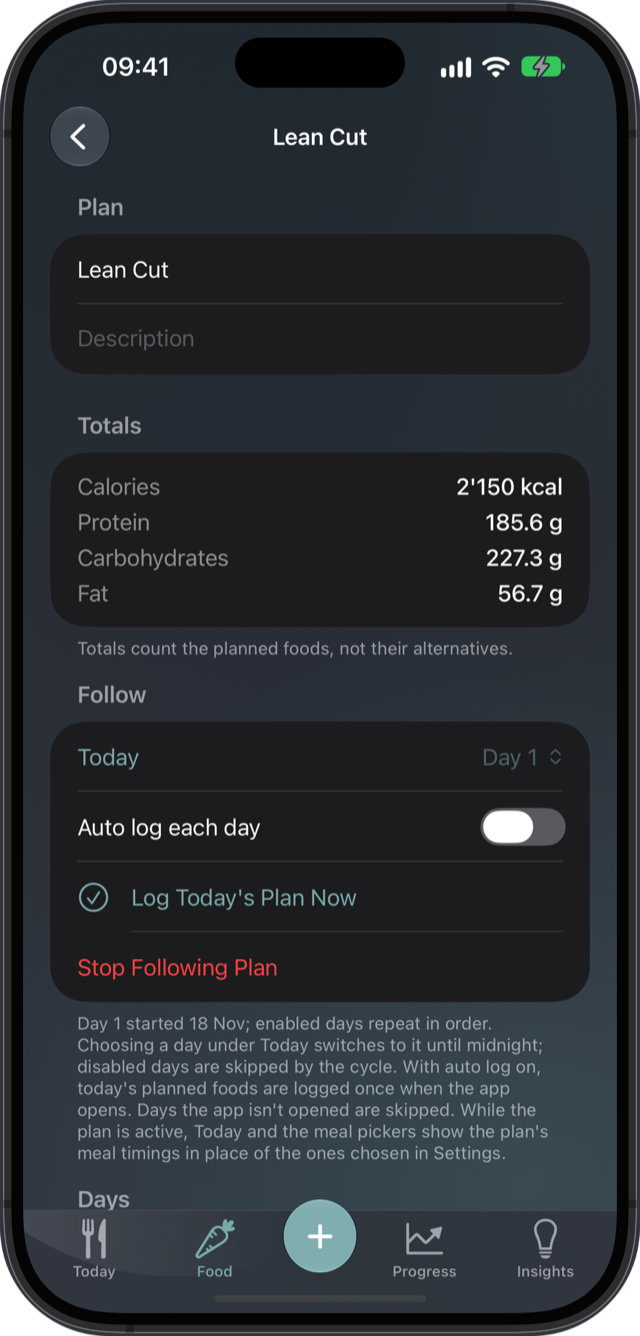 09:41
Lean Cut
Plan
Lean Cut
Description
Totals
Calories 2'150 kcal
Protein 185.6 g
Carbohydrates 227.3 g
Fat 56.7 g
Totals count the planned foods, not their alternatives.
Follow
Today Day 1
Auto log each day
Log Today's Plan Now
Stop Following Plan
Day 1 started 18 Nov; enabled days repeat in order.
Choosing a day under Today switches to it until midnight;
disabled days are skipped by the cycle. With auto log on,
today's planned foods are logged once when the app
opens. Days the app isn't opened are skipped. While the
plan is active, Today and the meal pickers show the plan's
meal timings in place of the ones chosen in Settings.
Days
Today Food Progress Insights